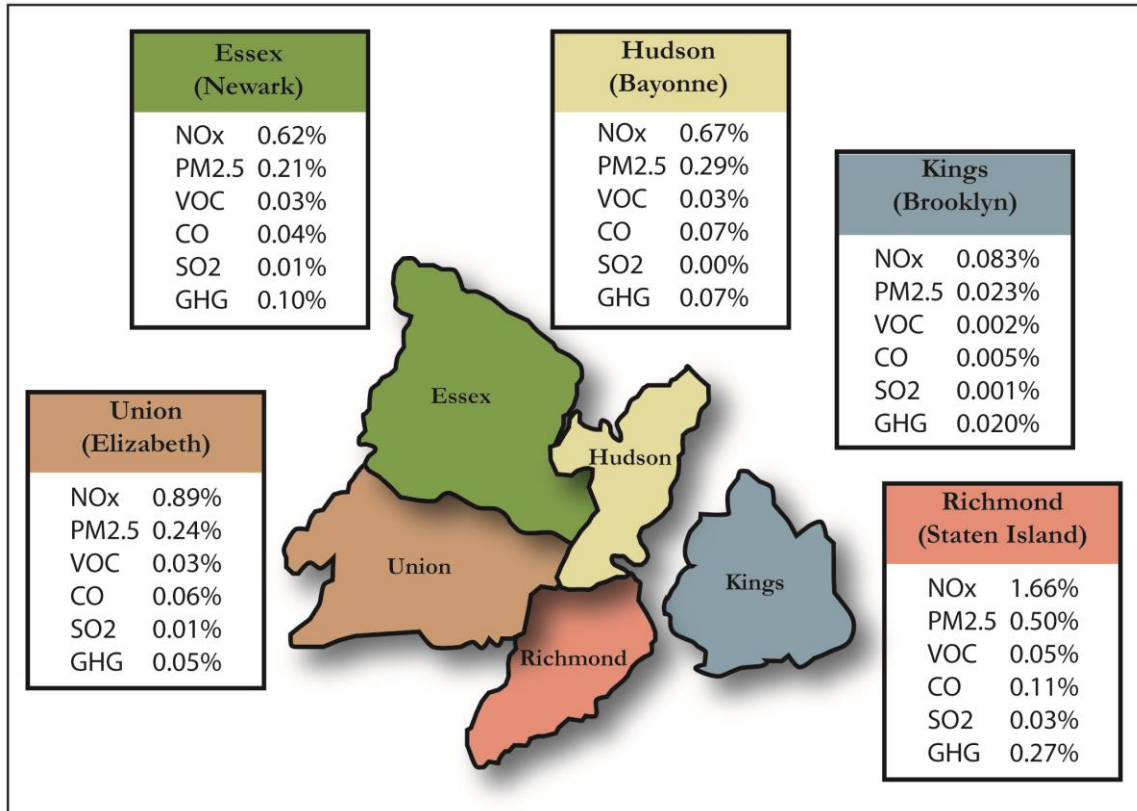 Essex
(Newark)
NOx 0.62%
PM2.5 0.21%
VOC 0.03%
CO 0.04%
SO2 0.01%
GHG 0.10%
Hudson
(Bayonne)
NOx 0.67%
PM2.5 0.29%
VOC 0.03%
CO 0.07%
SO2 0.00%
GHG 0.07%
Kings
(Brooklyn)
NOx 0.083%
PM2.5 0.023%
VOC 0.002%
CO 0.005%
SO2 0.001%
GHG 0.020%
Union
(Elizabeth)
NOx 0.89%
PM2.5 0.24%
VOC 0.03%
CO 0.06%
SO2 0.01%
GHG 0.05%
Richmond
(Staten Island)
NOx 1.66%
PM2.5 0.50%
VOC 0.05%
CO 0.11%
SO2 0.03%
GHG 0.27%
Essex
Hudson
Union
Kings
Richmond